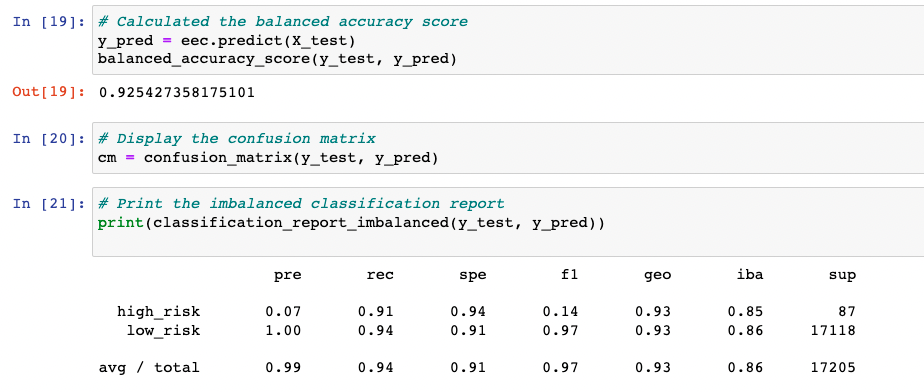 In [19]: # Calculated the balanced accuracy score
y_pred = eec.predict(X_test)
balanced_accuracy_score(y_test, y_pred)
Out[19]: 0.925427358175101
In [20]: # Display the confusion matrix
cm = confusion_matrix(y_test, y_pred)
In [21]: # Print the imbalanced classification report
print(classification_report_imbalanced(y_test, y_pred))
pre rec spe f1 geo iba sup
high_risk 0.07 0.91 0.94 0.14 0.93 0.85 87
low_risk 1.00 0.94 0.91 0.97 0.93 0.86 17118
avg / total 0.99 0.94 0.91 0.97 0.93 0.86 17205